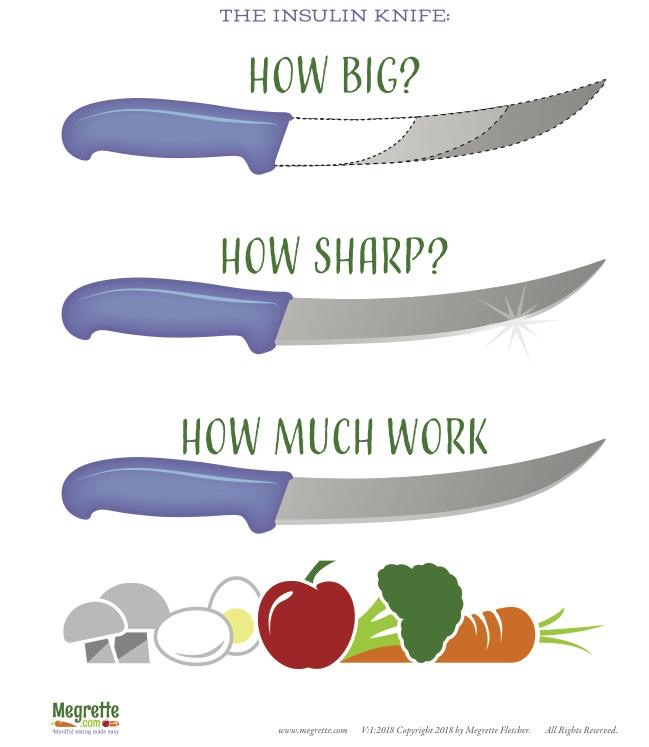 THE INSULIN KNIFE:
HOW BIG?
HOW SHARP?
HOW MUCH WORK
Megrette
.com
"Mindful eating made easy
www.megrette.com V:1:2018 Copyright 2018 by Megrette Fletcher. All Rights Reserved.